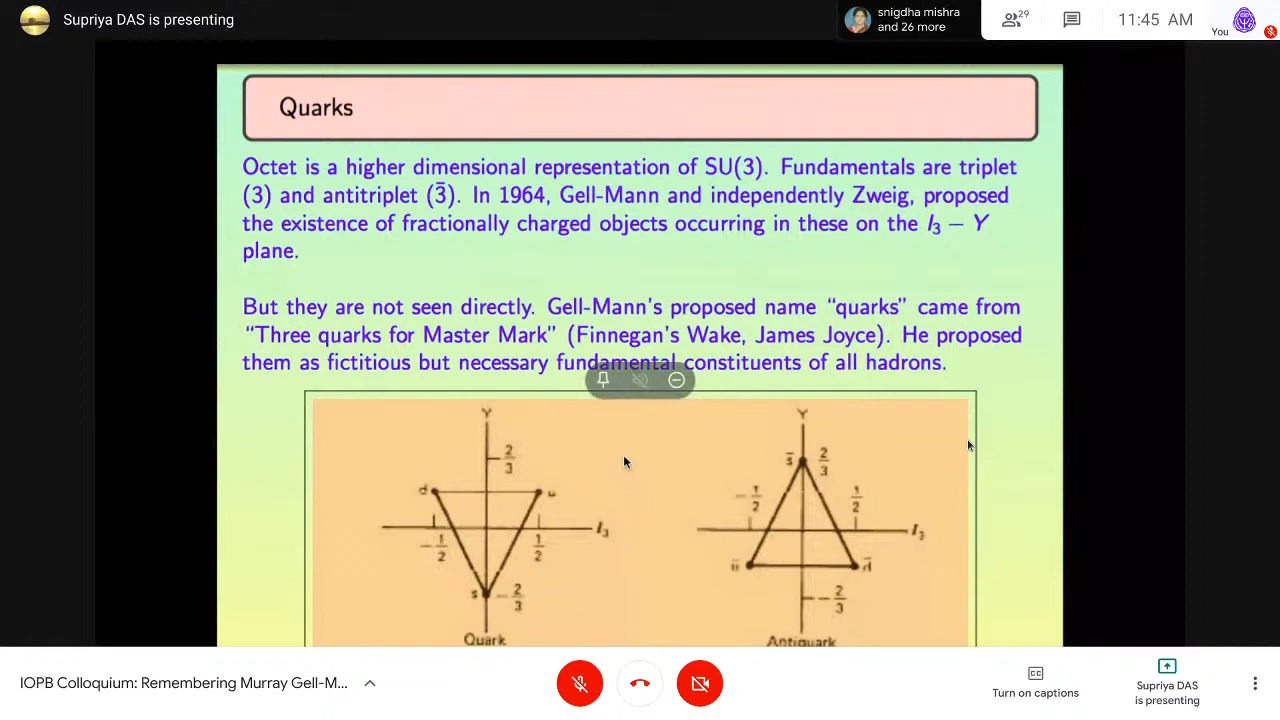 Supriya DAS is presenting
snigdha mishra
and 26 more
29
11:45 AM
You
Quarks
Octet is a higher dimensional representation of SU(3). Fundamentals are triplet
(3) and antitriplet (3̄). In 1964, Gell-Mann and independently Zweig, proposed
the existence of fractionally charged objects occurring in these on the I₃ − Y
plane.
But they are not seen directly. Gell-Mann's proposed name "quarks" came from
"Three quarks for Master Mark" (Finnegan's Wake, James Joyce). He proposed
them as fictitious but necessary fundamental constituents of all hadrons.
Y
2/3
d
u
I₃
-1/2
1/2
s
-2/3
Quark
Y
s̄
2/3
-1/2
1/2
I₃
ū
d̄
-2/3
Antiquark
IOPB Colloquium: Remembering Murray Gell-M...
CC
Turn on captions
Supriya DAS
is presenting